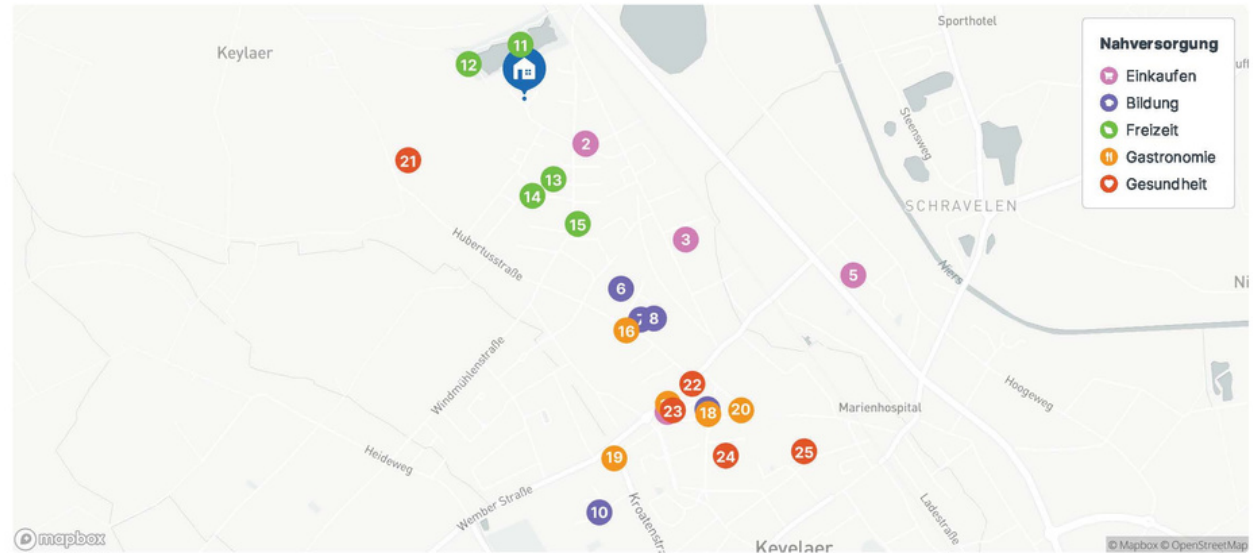 Sporthotel
Keylaer
11
12
Nahversorgung
Einkaufen
Bildung
Freizeit
Gastronomie
Gesundheit
Steensweg
2
21
13
14
15
SCHRAVELEN
3
Hubertusstraße
5
Niers
Ni
6
8
16
Windmühlenstraße
22
Hoogeweg
23
18
20
Marienhospital
19
24
25
Heideweg
Wember Straße
Kroatenstra
10
Ladestraße
Kevelaer
mapbox
© Mapbox © OpenStreetMap